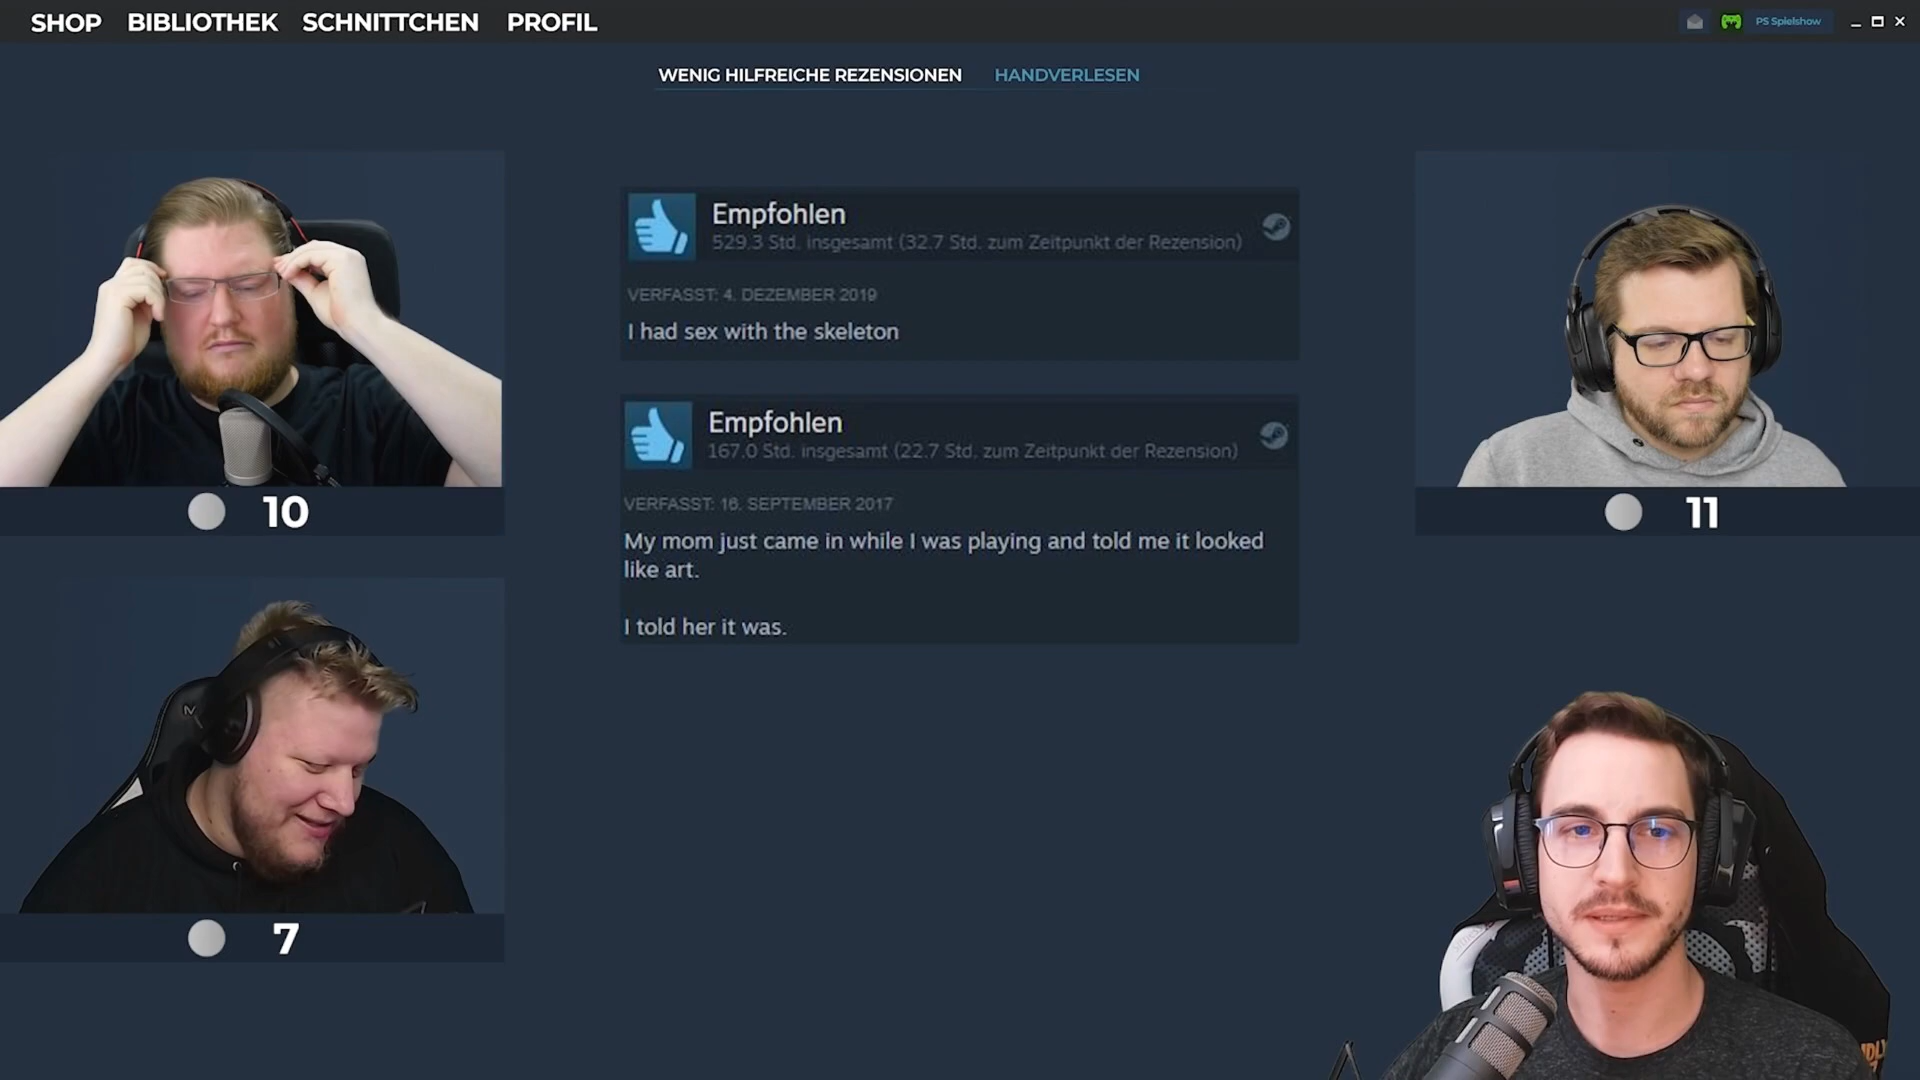 SHOP BIBLIOTHEK SCHNITTCHEN PROFIL
PS Spielshow
WENIG HILFREICHE REZENSIONEN HANDVERLESEN
Empfohlen
529.3 Std. insgesamt (32.7 Std. zum Zeitpunkt der Rezension)
VERFASST: 4. DEZEMBER 2019
I had sex with the skeleton
Empfohlen
167.0 Std. insgesamt (22.7 Std. zum Zeitpunkt der Rezension)
VERFASST: 16. SEPTEMBER 2017
My mom just came in while I was playing and told me it looked
like art.
I told her it was.
10
11
7